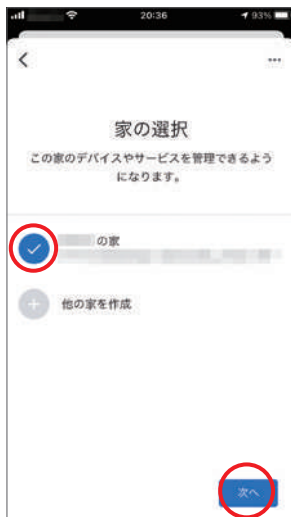 20:36
93%
家の選択
この家のデバイスやサービスを管理できるよう
になります。
の家
他の家を作成
次へ